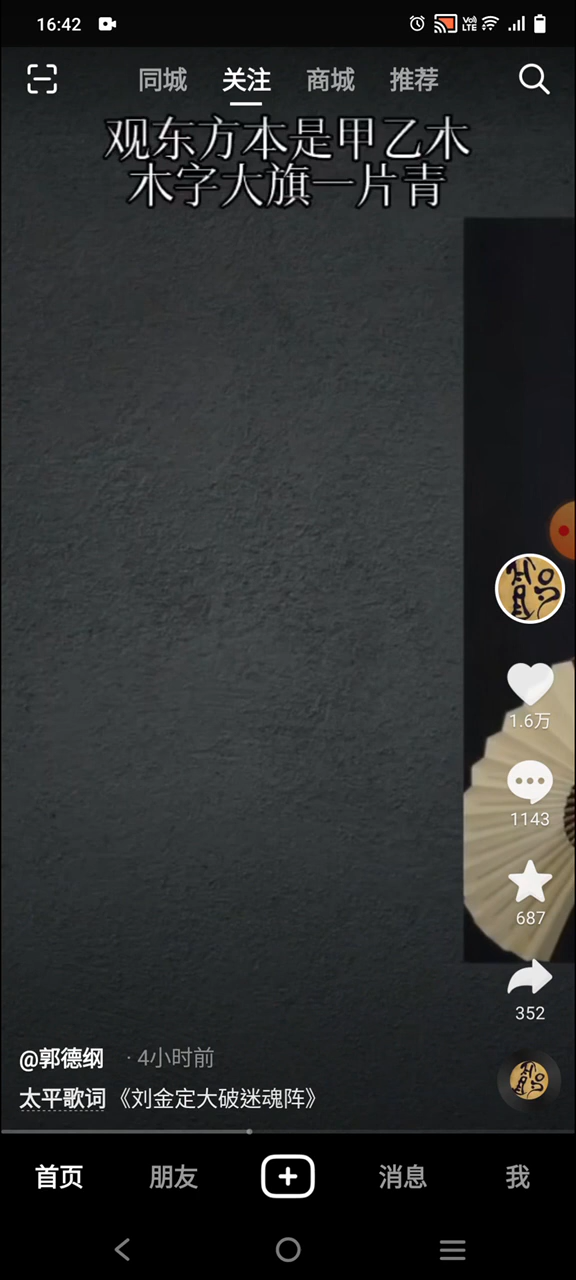 16:42
Vo) LTE
同城 关注 商城 推荐
观东方本是甲乙木
木字大旗一片青
1.6万
1143
687
352
@郭德纲 · 4小时前
太平歌词《刘金定大破迷魂阵》
首页 朋友 消息 我